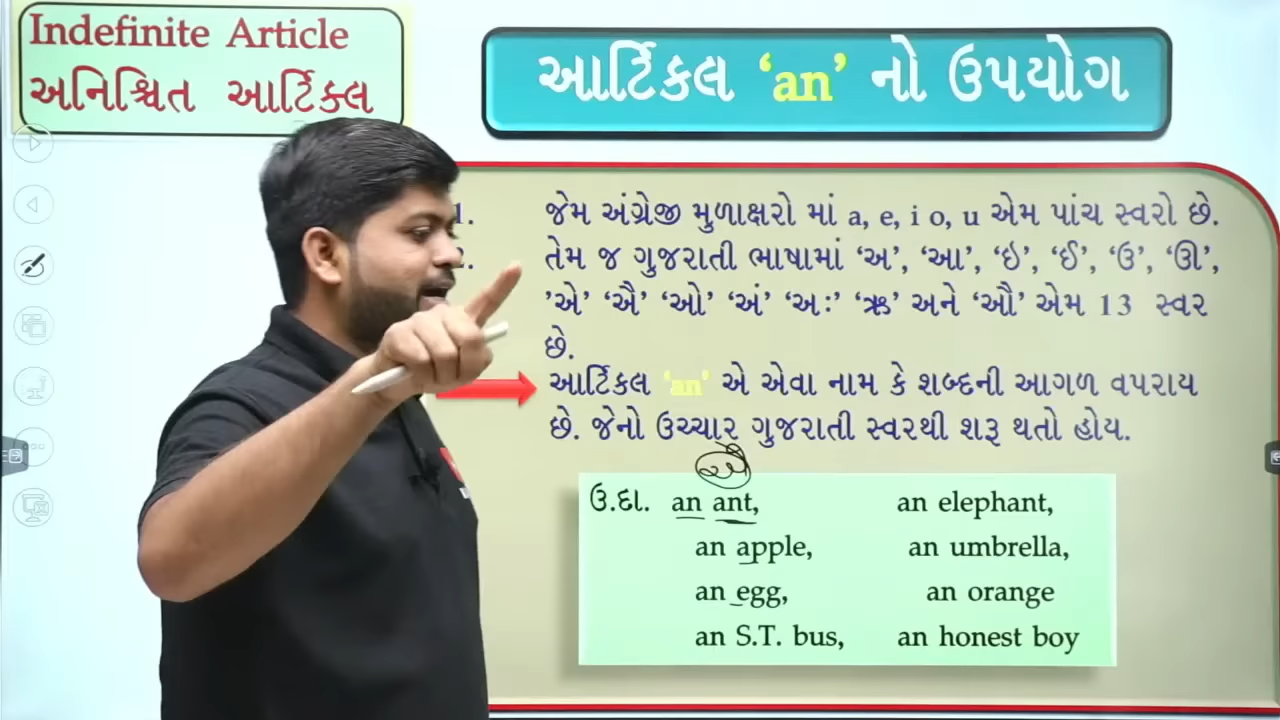 Indefinite Article
અનિશ્ચિત આર્ટિક્લ
આર્ટિકલ ‘an’ નો ઉપયોગ
1. જેમ અંગ્રેજી મુળાક્ષરો માં a, e, i o, u એમ પાંચ સ્વરો છે.
તેમ જ ગુજરાતી ભાષામાં ‘અ’, ‘આ’, ‘ઇ’, ‘ઈ’, ‘ઉ’, ‘ઊ’,
’એ’ ‘ઐ’ ‘ઓ’ ‘અં’ ‘અઃ’ ‘ઋ’ અને ‘ઔ’ એમ 13 સ્વર
છે.
આર્ટિકલ ‘an’ એ એવા નામ કે શબ્દની આગળ વપરાય
છે. જેનો ઉચ્ચાર ગુજરાતી સ્વરથી શરૂ થતો હોય.
ઉ.દા. an ant, an elephant,
an apple, an umbrella,
an egg, an orange
an S.T. bus, an honest boy